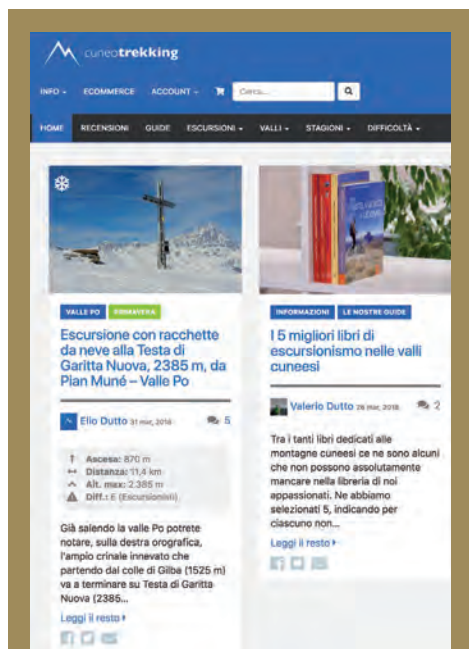 cuneotrekking
INFO ECOMMERCE ACCOUNT Cerca...
HOME RECENSIONI GUIDE ESCURSIONI VALLI STAGIONI DIFFICOLTÀ
VALLE PO PRIMAVERA
Escursione con racchette
da neve alla Testa di
Garitta Nuova, 2385 m, da
Pian Munè – Valle Po
Elio Dutto 31 mar, 2018 5
Ascesa: 870 m
Distanza: 11,4 km
Alt. max: 2.385 m
Diff.: E (Escursionisti)
Già salendo la valle Po potrete
notare, sulla destra orografica,
l'ampio crinale innevato che
partendo dal colle di Gilba (1525 m)
va a terminare su Testa di Garitta
Nuova (2385...
Leggi il resto
INFORMAZIONI LE NOSTRE GUIDE
I 5 migliori libri di
escursionismo nelle valli
cuneesi
Valerio Dutto 28 mar, 2018 2
Tra i tanti libri dedicati alle
montagne cuneesi ce ne sono alcuni
che non possono assolutamente
mancare nella libreria di noi
appassionati. Ne abbiamo
selezionati 5, indicando per
ciascuno non...
Leggi il resto